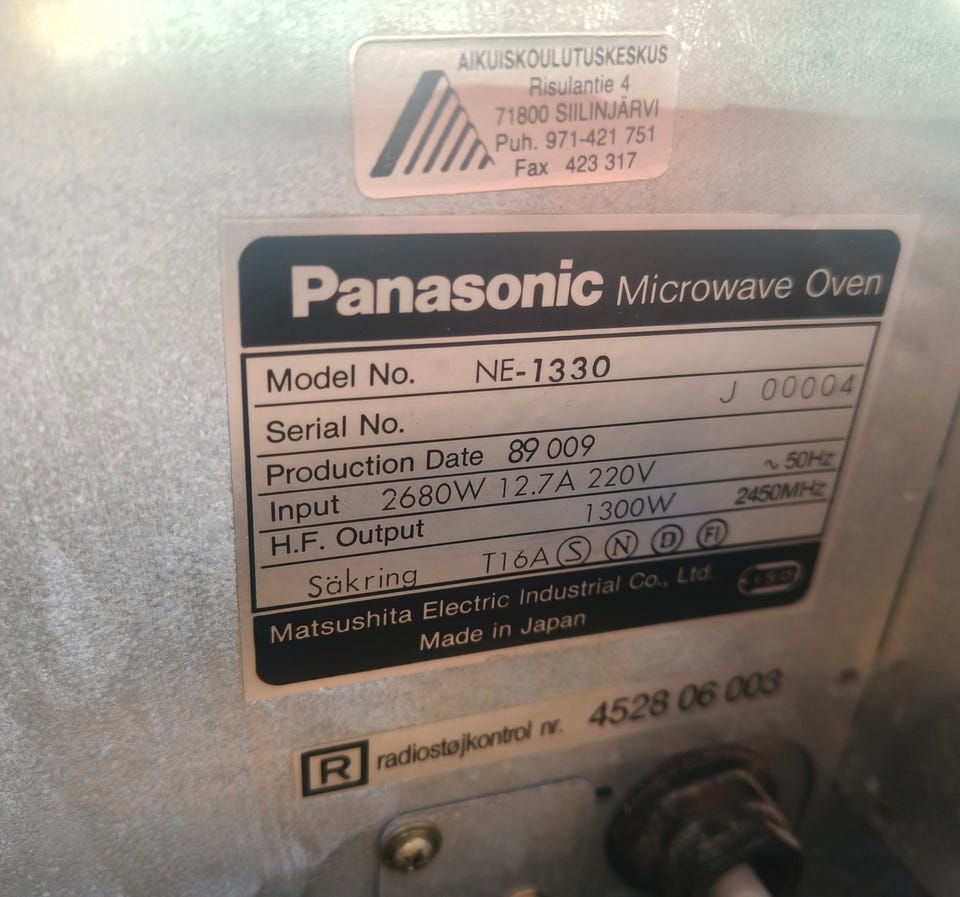 AIKUISKOULUTUSKESKUS
Risulantie 4
71800 SIILINJÄRVI
Puh. 971-421 751
Fax 423 317
Panasonic Microwave Oven
Model No. NE-1330
Serial No. J 00004
Production Date 89 009
Input 2680W 12.7A 220V ~ 50Hz
H.F. Output 1300W 2450MHz
Säkring T16A S N D FI
Matsushita Electric Industrial Co., Ltd.
Made in Japan
R radiostøjkontrol nr. 4528 06 003